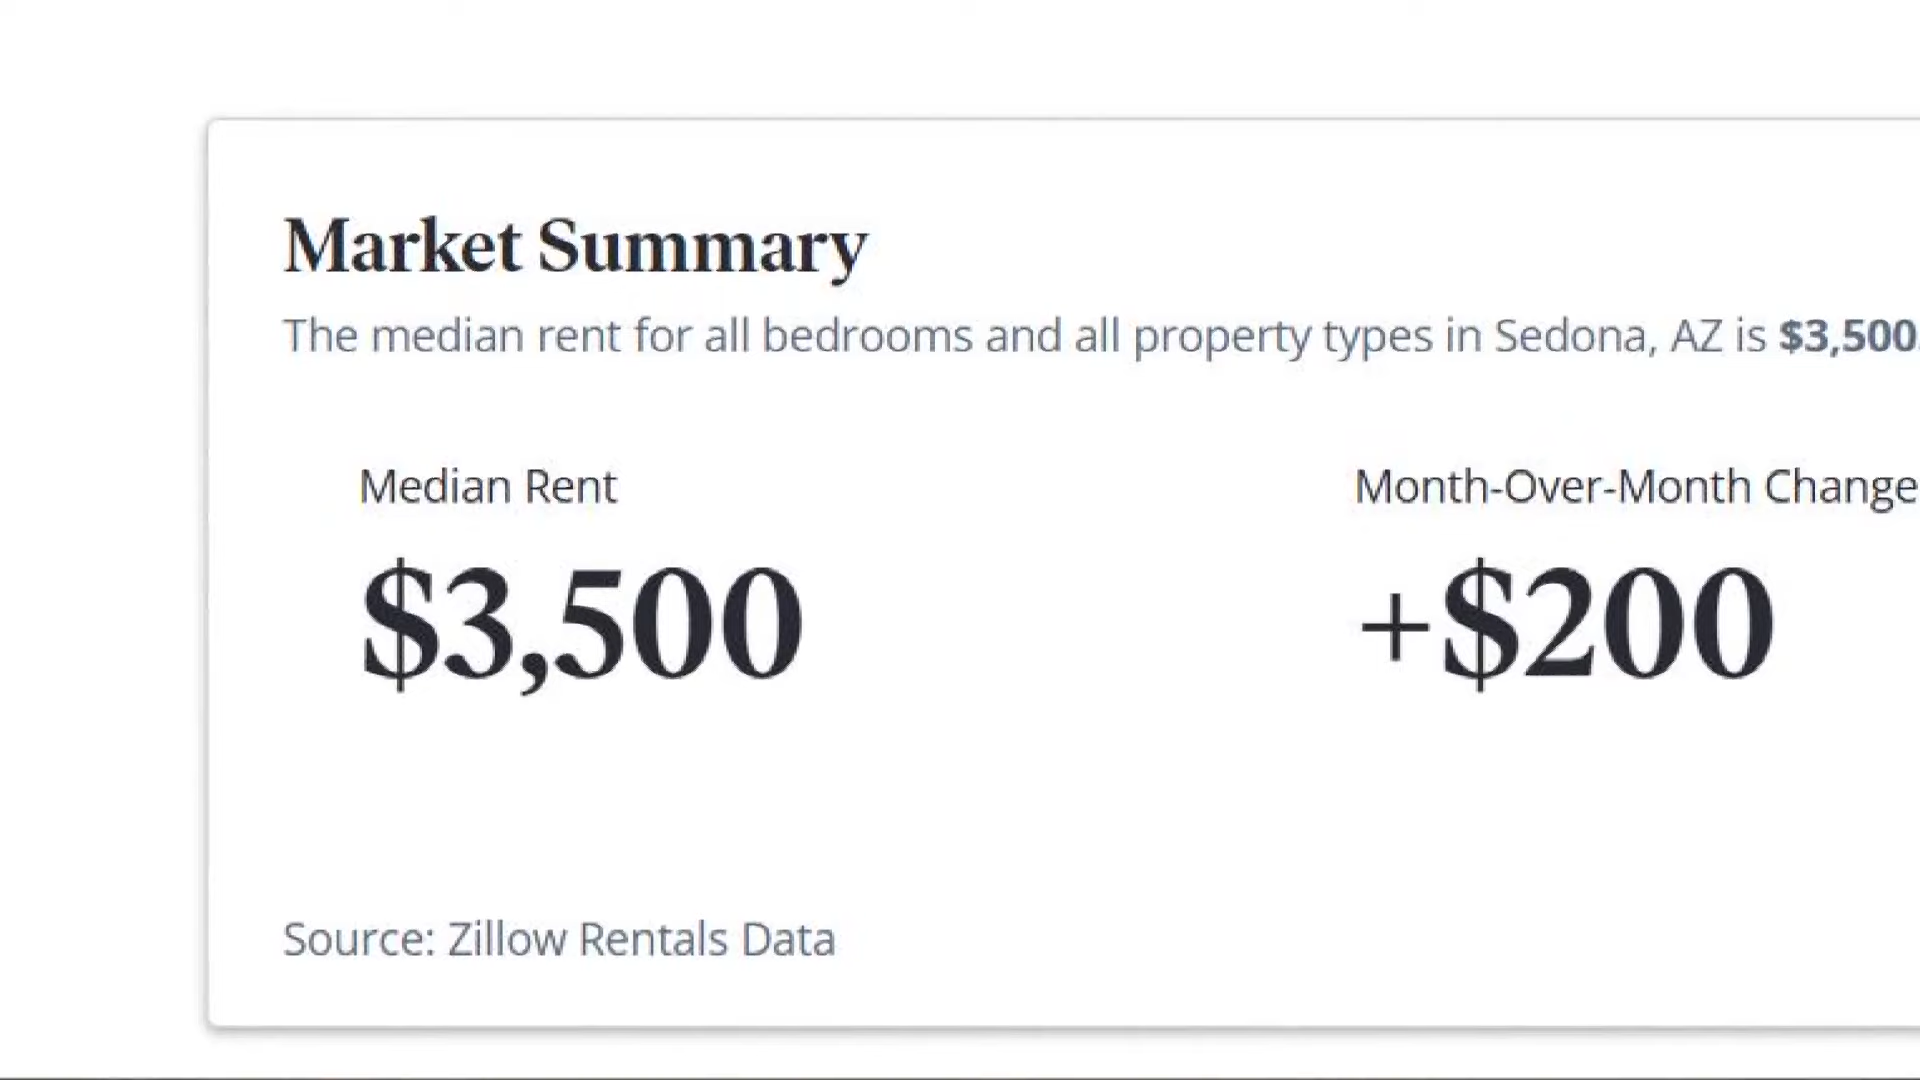 Market Summary
The median rent for all bedrooms and all property types in Sedona, AZ is $3,500.
Median Rent
$3,500
Month-Over-Month Change
+$200
Source: Zillow Rentals Data